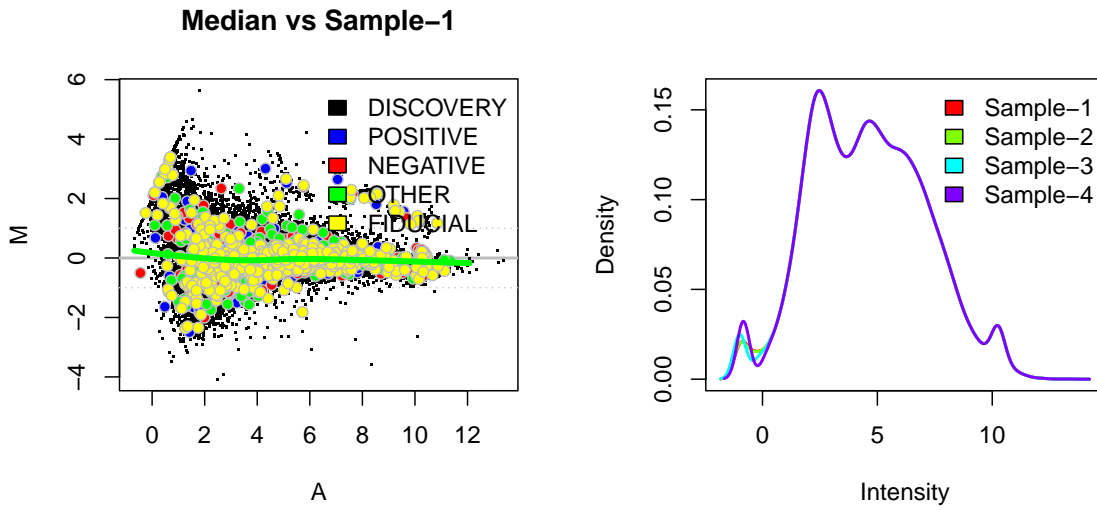 Median vs Sample−1
6
4
2
0
−2
−4
M
0 2 4 6 8 10 12
A
DISCOVERY
POSITIVE
NEGATIVE
OTHER
FIDUCIAL
0.15
0.10
0.05
0.00
Density
0 5 10
Intensity
Sample−1
Sample−2
Sample−3
Sample−4